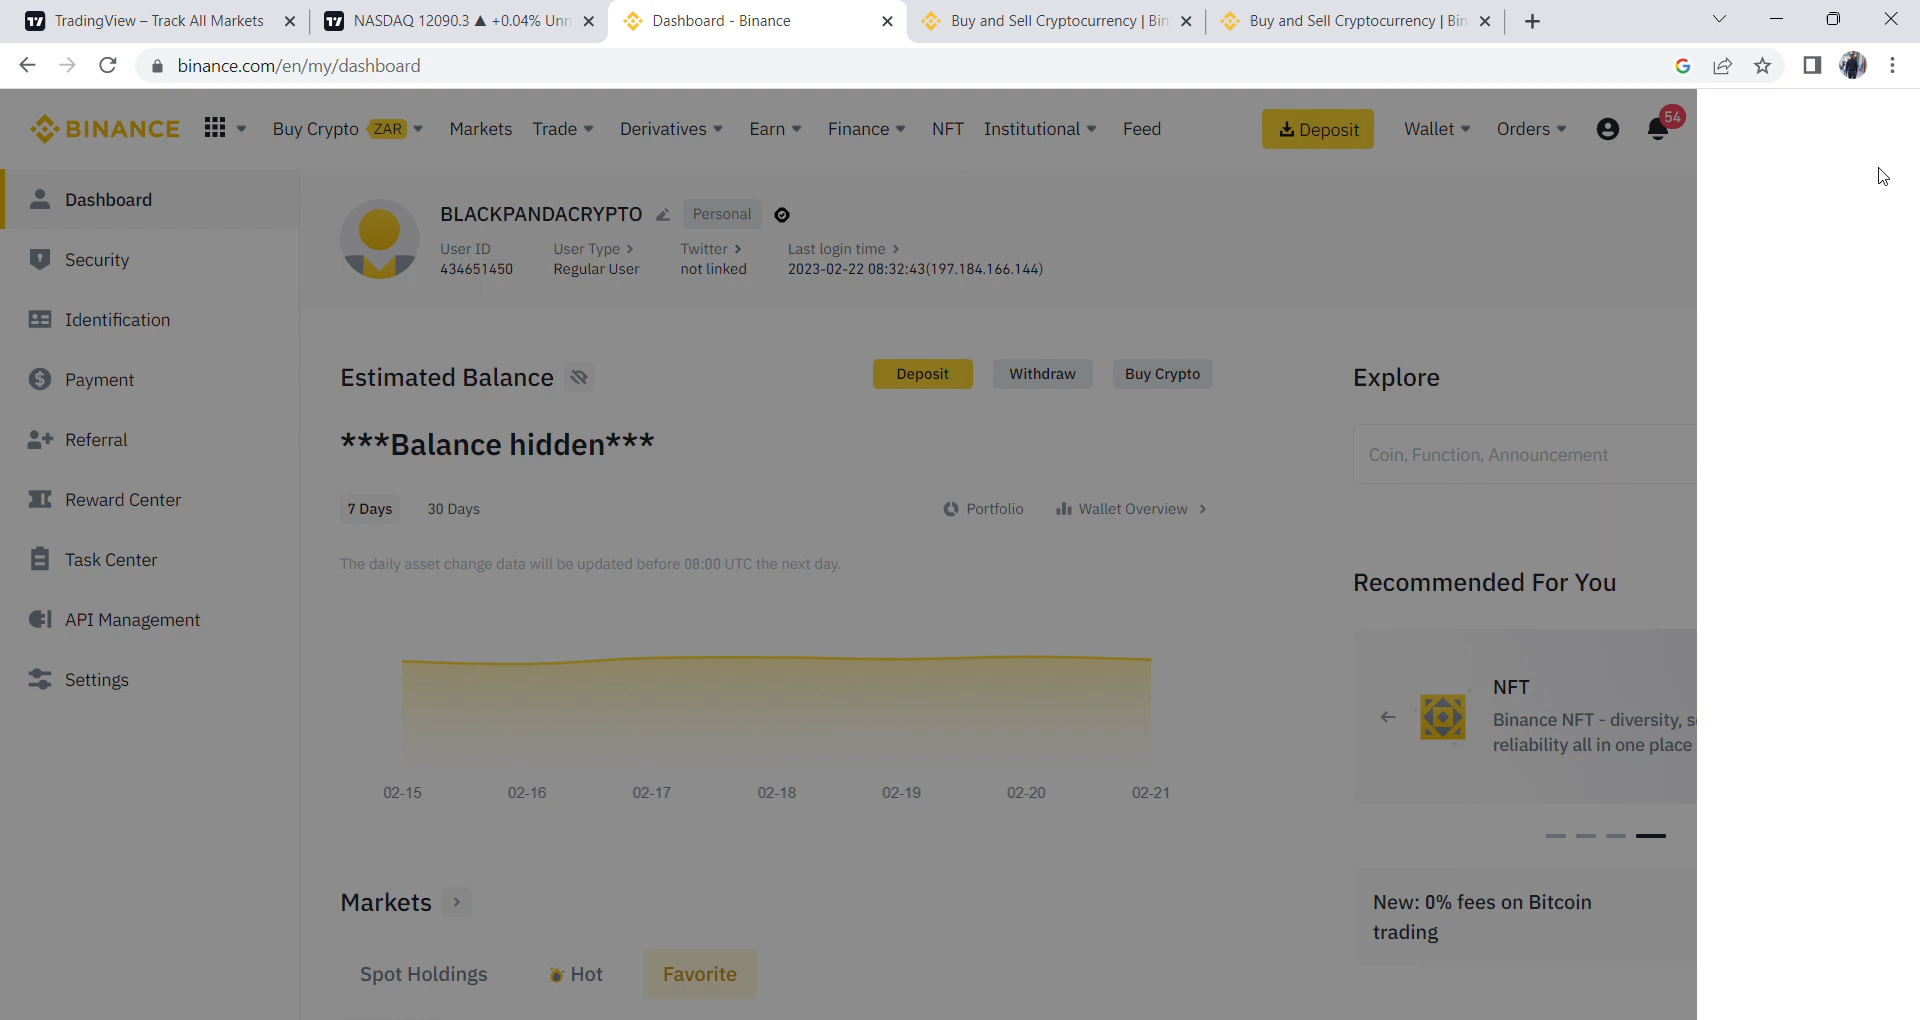 TradingView – Track All Markets
NASDAQ 12090.3 ▲ +0.04% Unn
Dashboard - Binance
Buy and Sell Cryptocurrency | Bin
Buy and Sell Cryptocurrency | Bin
binance.com/en/my/dashboard
BINANCE
Buy Crypto ZAR
Markets
Trade
Derivatives
Earn
Finance
NFT
Institutional
Feed
Deposit
Wallet
Orders
54
Dashboard
Security
Identification
Payment
Referral
Reward Center
Task Center
API Management
Settings
BLACKPANDACRYPTO
Personal
User ID
434651450
User Type
Regular User
Twitter
not linked
Last login time
2023-02-22 08:32:43(197.184.166.144)
Estimated Balance
Deposit
Withdraw
Buy Crypto
***Balance hidden***
7 Days
30 Days
Portfolio
Wallet Overview
The daily asset change data will be updated before 08:00 UTC the next day.
02-15
02-16
02-17
02-18
02-19
02-20
02-21
Markets
Spot Holdings
Hot
Favorite
Explore
Coin, Function, Announcement
Recommended For You
NFT
Binance NFT - diversity, s
reliability all in one place
New: 0% fees on Bitcoin
trading